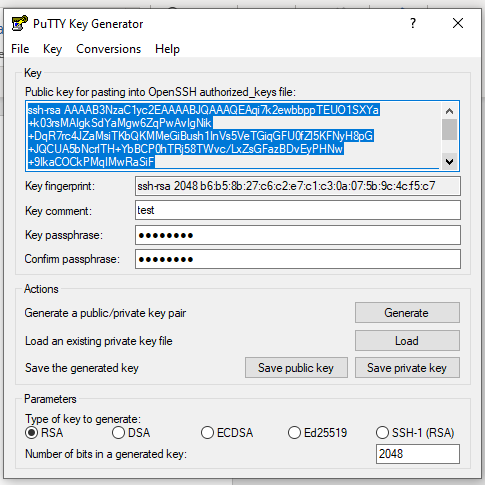 PuTTY Key Generator
?
File Key Conversions Help
Key
Public key for pasting into OpenSSH authorized_keys file:
ssh-rsa AAAAB3NzaC1yc2EAAAABJQAAAQEAqi7k2ewbbppTEUO1SXYa
+k03rsMAlgkSdYaMgw6ZqPwAvIgNik
+DqR7rc4JZaMsiTKbQKMMeGiBush1InVs5VeTGiqGFU0fZI5KFNyH8pG
+JQCUA5bNcrITH+YbBCP0hTRj58TWvc/LxZsGFazBDvEyPHNw
+9IkaCOCkPMqIMwRaSiF
Key fingerprint: ssh-rsa 2048 b6:b5:8b:27:c6:c2:e7:c1:c3:0a:07:5b:9c:4c:f5:c7
Key comment: test
Key passphrase: ●●●●●●●●
Confirm passphrase: ●●●●●●●●
Actions
Generate a public/private key pair Generate
Load an existing private key file Load
Save the generated key Save public key Save private key
Parameters
Type of key to generate:
RSA DSA ECDSA Ed25519 SSH-1 (RSA)
Number of bits in a generated key: 2048